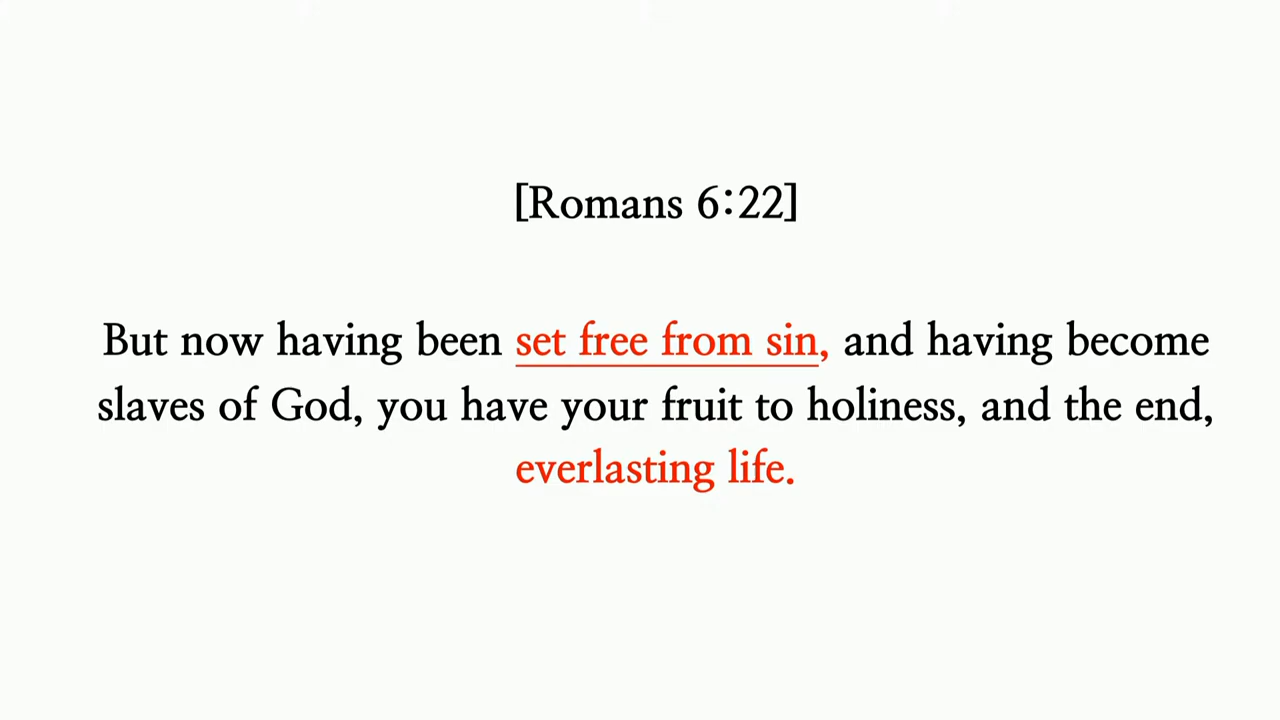 [Romans 6:22]
But now having been set free from sin, and having become
slaves of God, you have your fruit to holiness, and the end,
everlasting life.